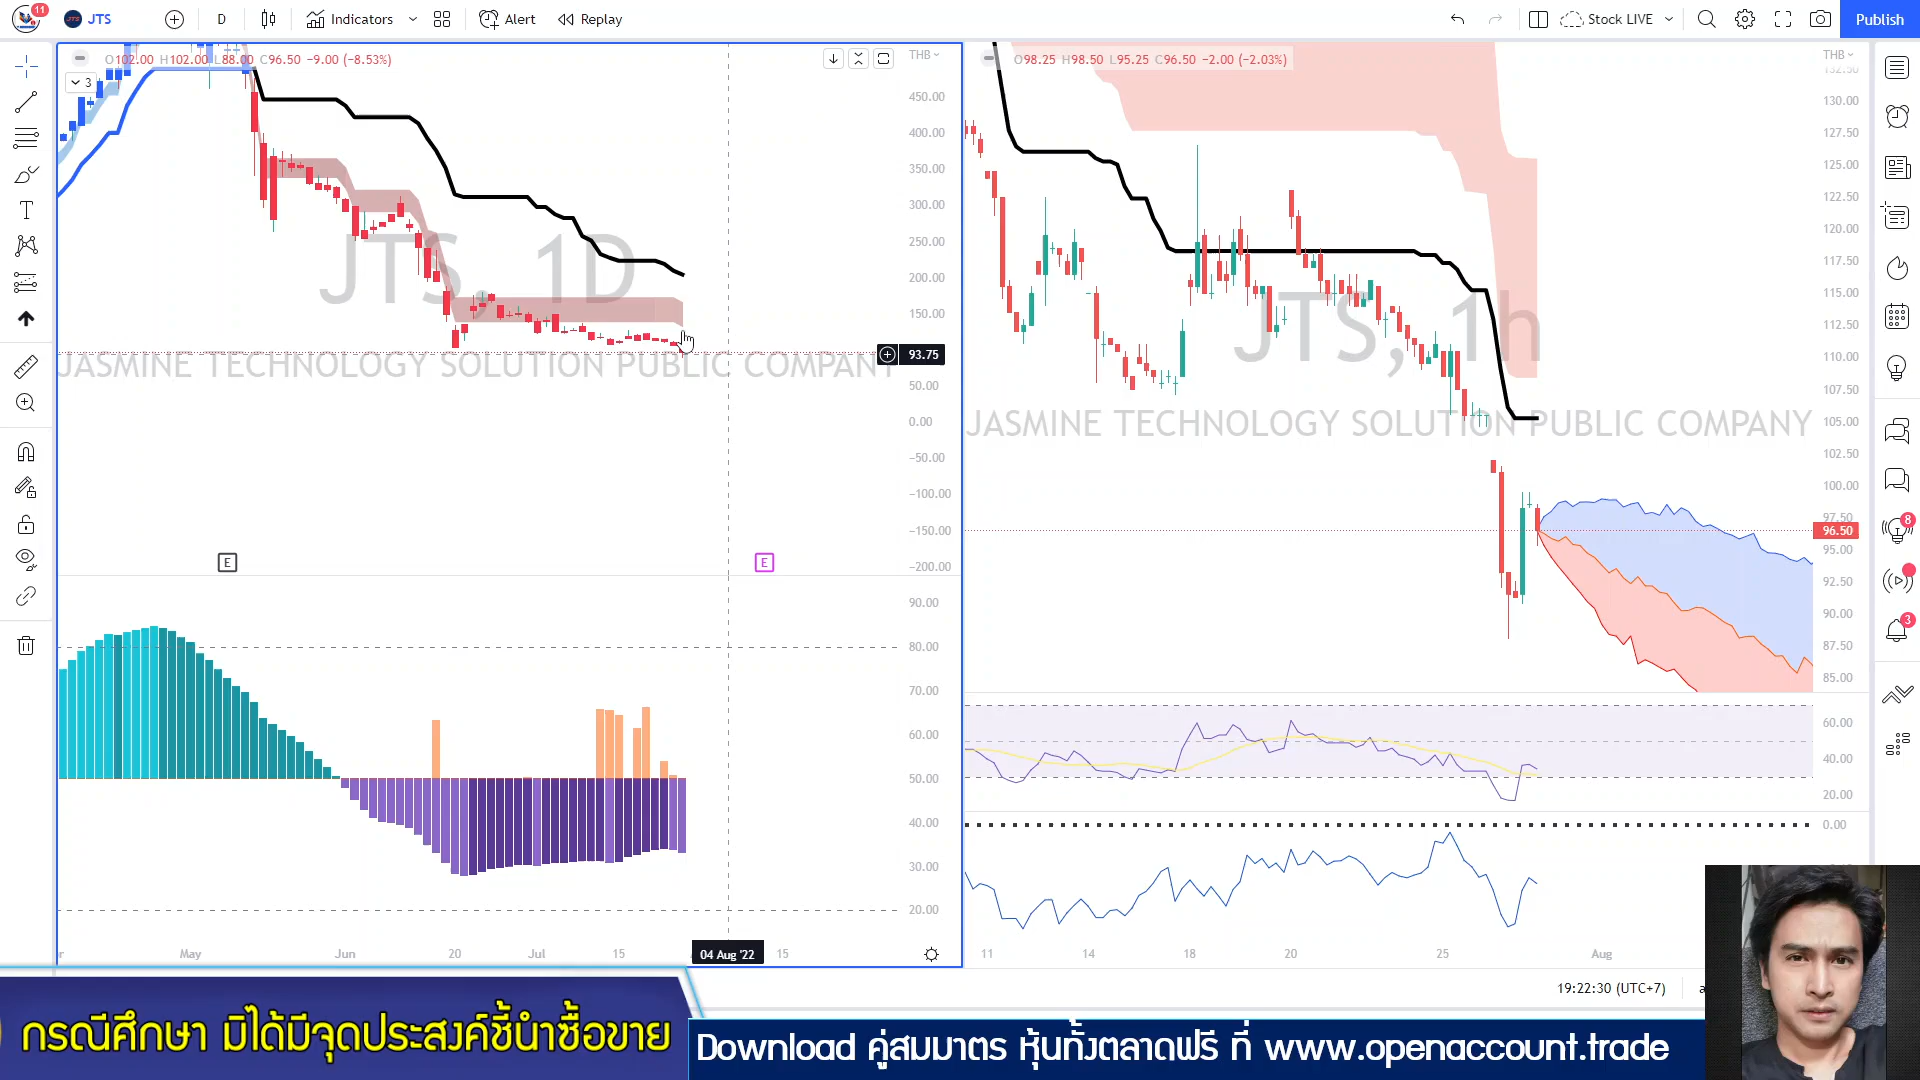 11
JTS
D
Indicators
Alert
Replay
Stock LIVE
Publish
O102.00 H102.00 L88.00 C96.50 −9.00 (−8.53%)
3
THB
450.00
400.00
350.00
300.00
250.00
200.00
150.00
93.75
50.00
0.00
−50.00
−100.00
−150.00
−200.00
JTS, 1D
JASMINE TECHNOLOGY SOLUTION PUBLIC COMPANY
E
E
90.00
80.00
70.00
60.00
50.00
40.00
30.00
20.00
May
Jun
20
Jul
15
04 Aug '22
15
O98.25 H98.50 L95.25 C96.50 −2.00 (−2.03%)
THB
132.50
130.00
127.50
125.00
122.50
120.00
117.50
115.00
112.50
110.00
107.50
105.00
102.50
100.00
97.50
96.50
95.00
92.50
90.00
87.50
85.00
JTS, 1h
JASMINE TECHNOLOGY SOLUTION PUBLIC COMPANY
60.00
40.00
20.00
0.00
11
14
18
20
25
Aug
19:22:30 (UTC+7)
8
3
กรณีศึกษา มิได้มีจุดประสงค์ชี้นำซื้อขาย
Download คู่สมมาตร หุ้นทั้งตลาดฟรี ที่ www.openaccount.trade